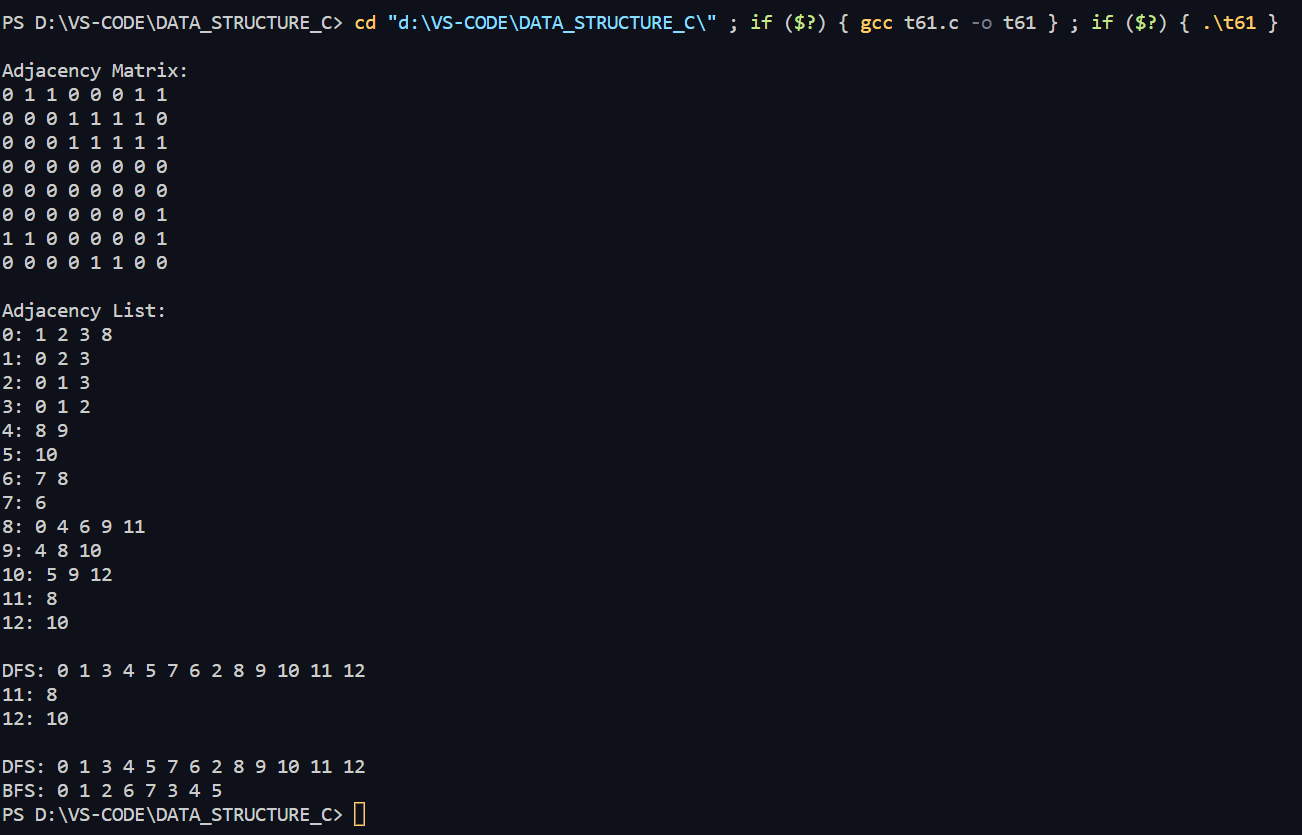 PS D:\VS-CODE\DATA_STRUCTURE_C> cd "d:\VS-CODE\DATA_STRUCTURE_C\" ; if ($?) { gcc t61.c -o t61 } ; if ($?) { .\t61 }
Adjacency Matrix:
0 1 1 0 0 0 1 1
0 0 0 1 1 1 1 0
0 0 0 1 1 1 1 1
0 0 0 0 0 0 0 0
0 0 0 0 0 0 0 0
0 0 0 0 0 0 0 1
1 1 0 0 0 0 0 1
0 0 0 0 1 1 0 0
Adjacency List:
0: 1 2 3 8
1: 0 2 3
2: 0 1 3
3: 0 1 2
4: 8 9
5: 10
6: 7 8
7: 6
8: 0 4 6 9 11
9: 4 8 10
10: 5 9 12
11: 8
12: 10
DFS: 0 1 3 4 5 7 6 2 8 9 10 11 12
11: 8
12: 10
DFS: 0 1 3 4 5 7 6 2 8 9 10 11 12
BFS: 0 1 2 6 7 3 4 5
PS D:\VS-CODE\DATA_STRUCTURE_C>